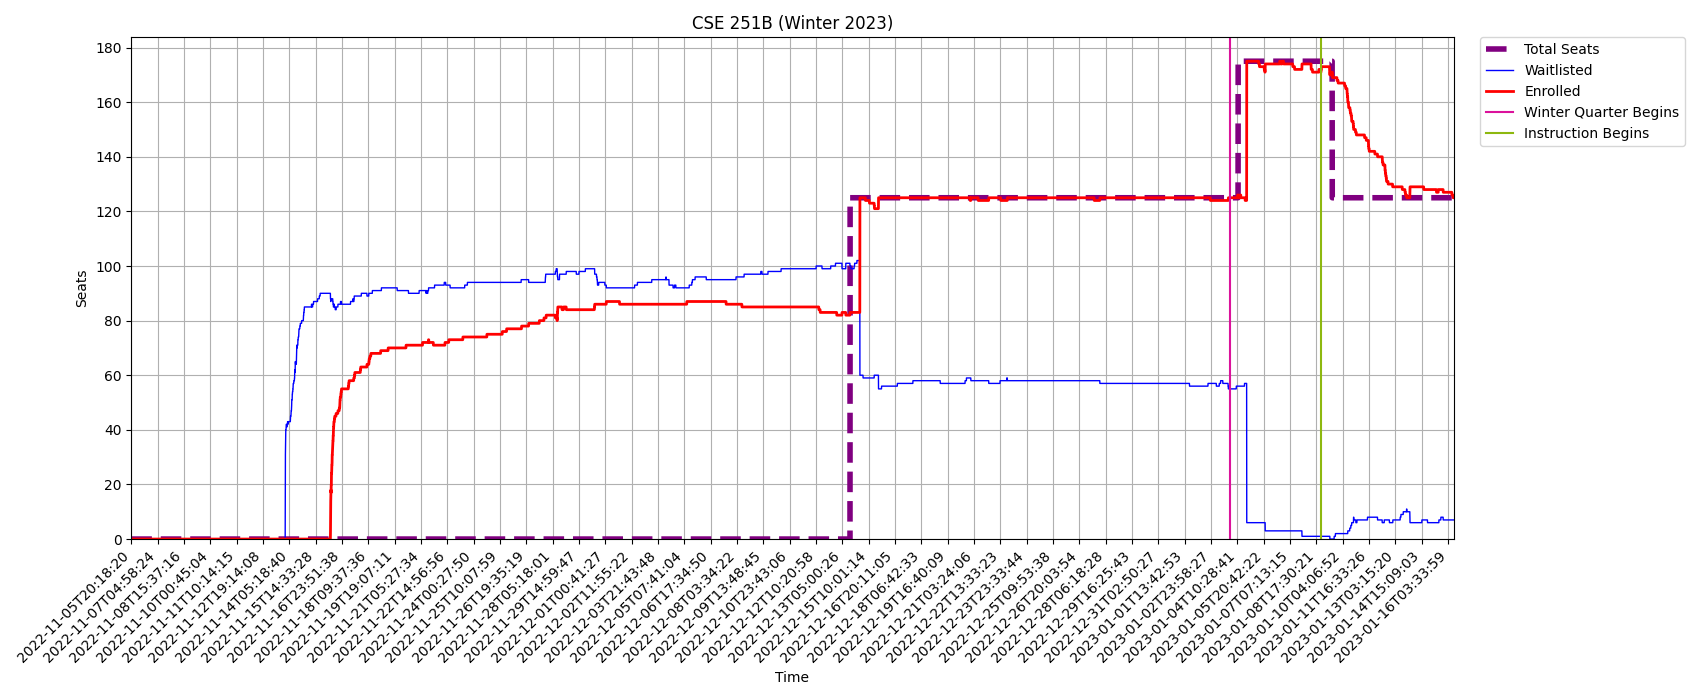 CSE 251B (Winter 2023)
Total Seats
Waitlisted
Enrolled
Winter Quarter Begins
Instruction Begins
Seats
180
160
140
120
100
80
60
40
20
0
2022-11-05T20:18:20
2022-11-07T04:58:24
2022-11-08T15:37:16
2022-11-10T00:45:04
2022-11-11T10:14:15
2022-11-12T19:14:08
2022-11-14T05:18:40
2022-11-15T14:33:28
2022-11-16T23:51:38
2022-11-18T09:37:36
2022-11-19T19:07:11
2022-11-21T05:27:34
2022-11-22T14:56:56
2022-11-24T00:27:50
2022-11-25T10:07:59
2022-11-26T19:35:19
2022-11-28T05:18:01
2022-11-29T14:59:47
2022-12-01T00:41:27
2022-12-02T11:55:22
2022-12-03T21:43:48
2022-12-05T07:41:04
2022-12-06T17:34:50
2022-12-08T03:34:22
2022-12-09T13:48:45
2022-12-10T23:43:06
2022-12-12T10:20:58
2022-12-13T05:00:26
2022-12-15T10:01:14
2022-12-16T20:11:05
2022-12-18T06:42:33
2022-12-19T16:40:09
2022-12-21T03:24:06
2022-12-22T13:33:23
2022-12-23T23:33:44
2022-12-25T09:53:38
2022-12-26T20:03:54
2022-12-28T06:18:28
2022-12-29T16:25:43
2022-12-31T02:50:27
2023-01-01T13:42:53
2023-01-02T23:58:27
2023-01-04T10:28:41
2023-01-05T20:42:22
2023-01-07T07:13:15
2023-01-08T17:30:21
2023-01-10T04:06:52
2023-01-11T16:33:26
2023-01-13T03:15:20
2023-01-14T15:09:03
2023-01-16T03:33:59
Time